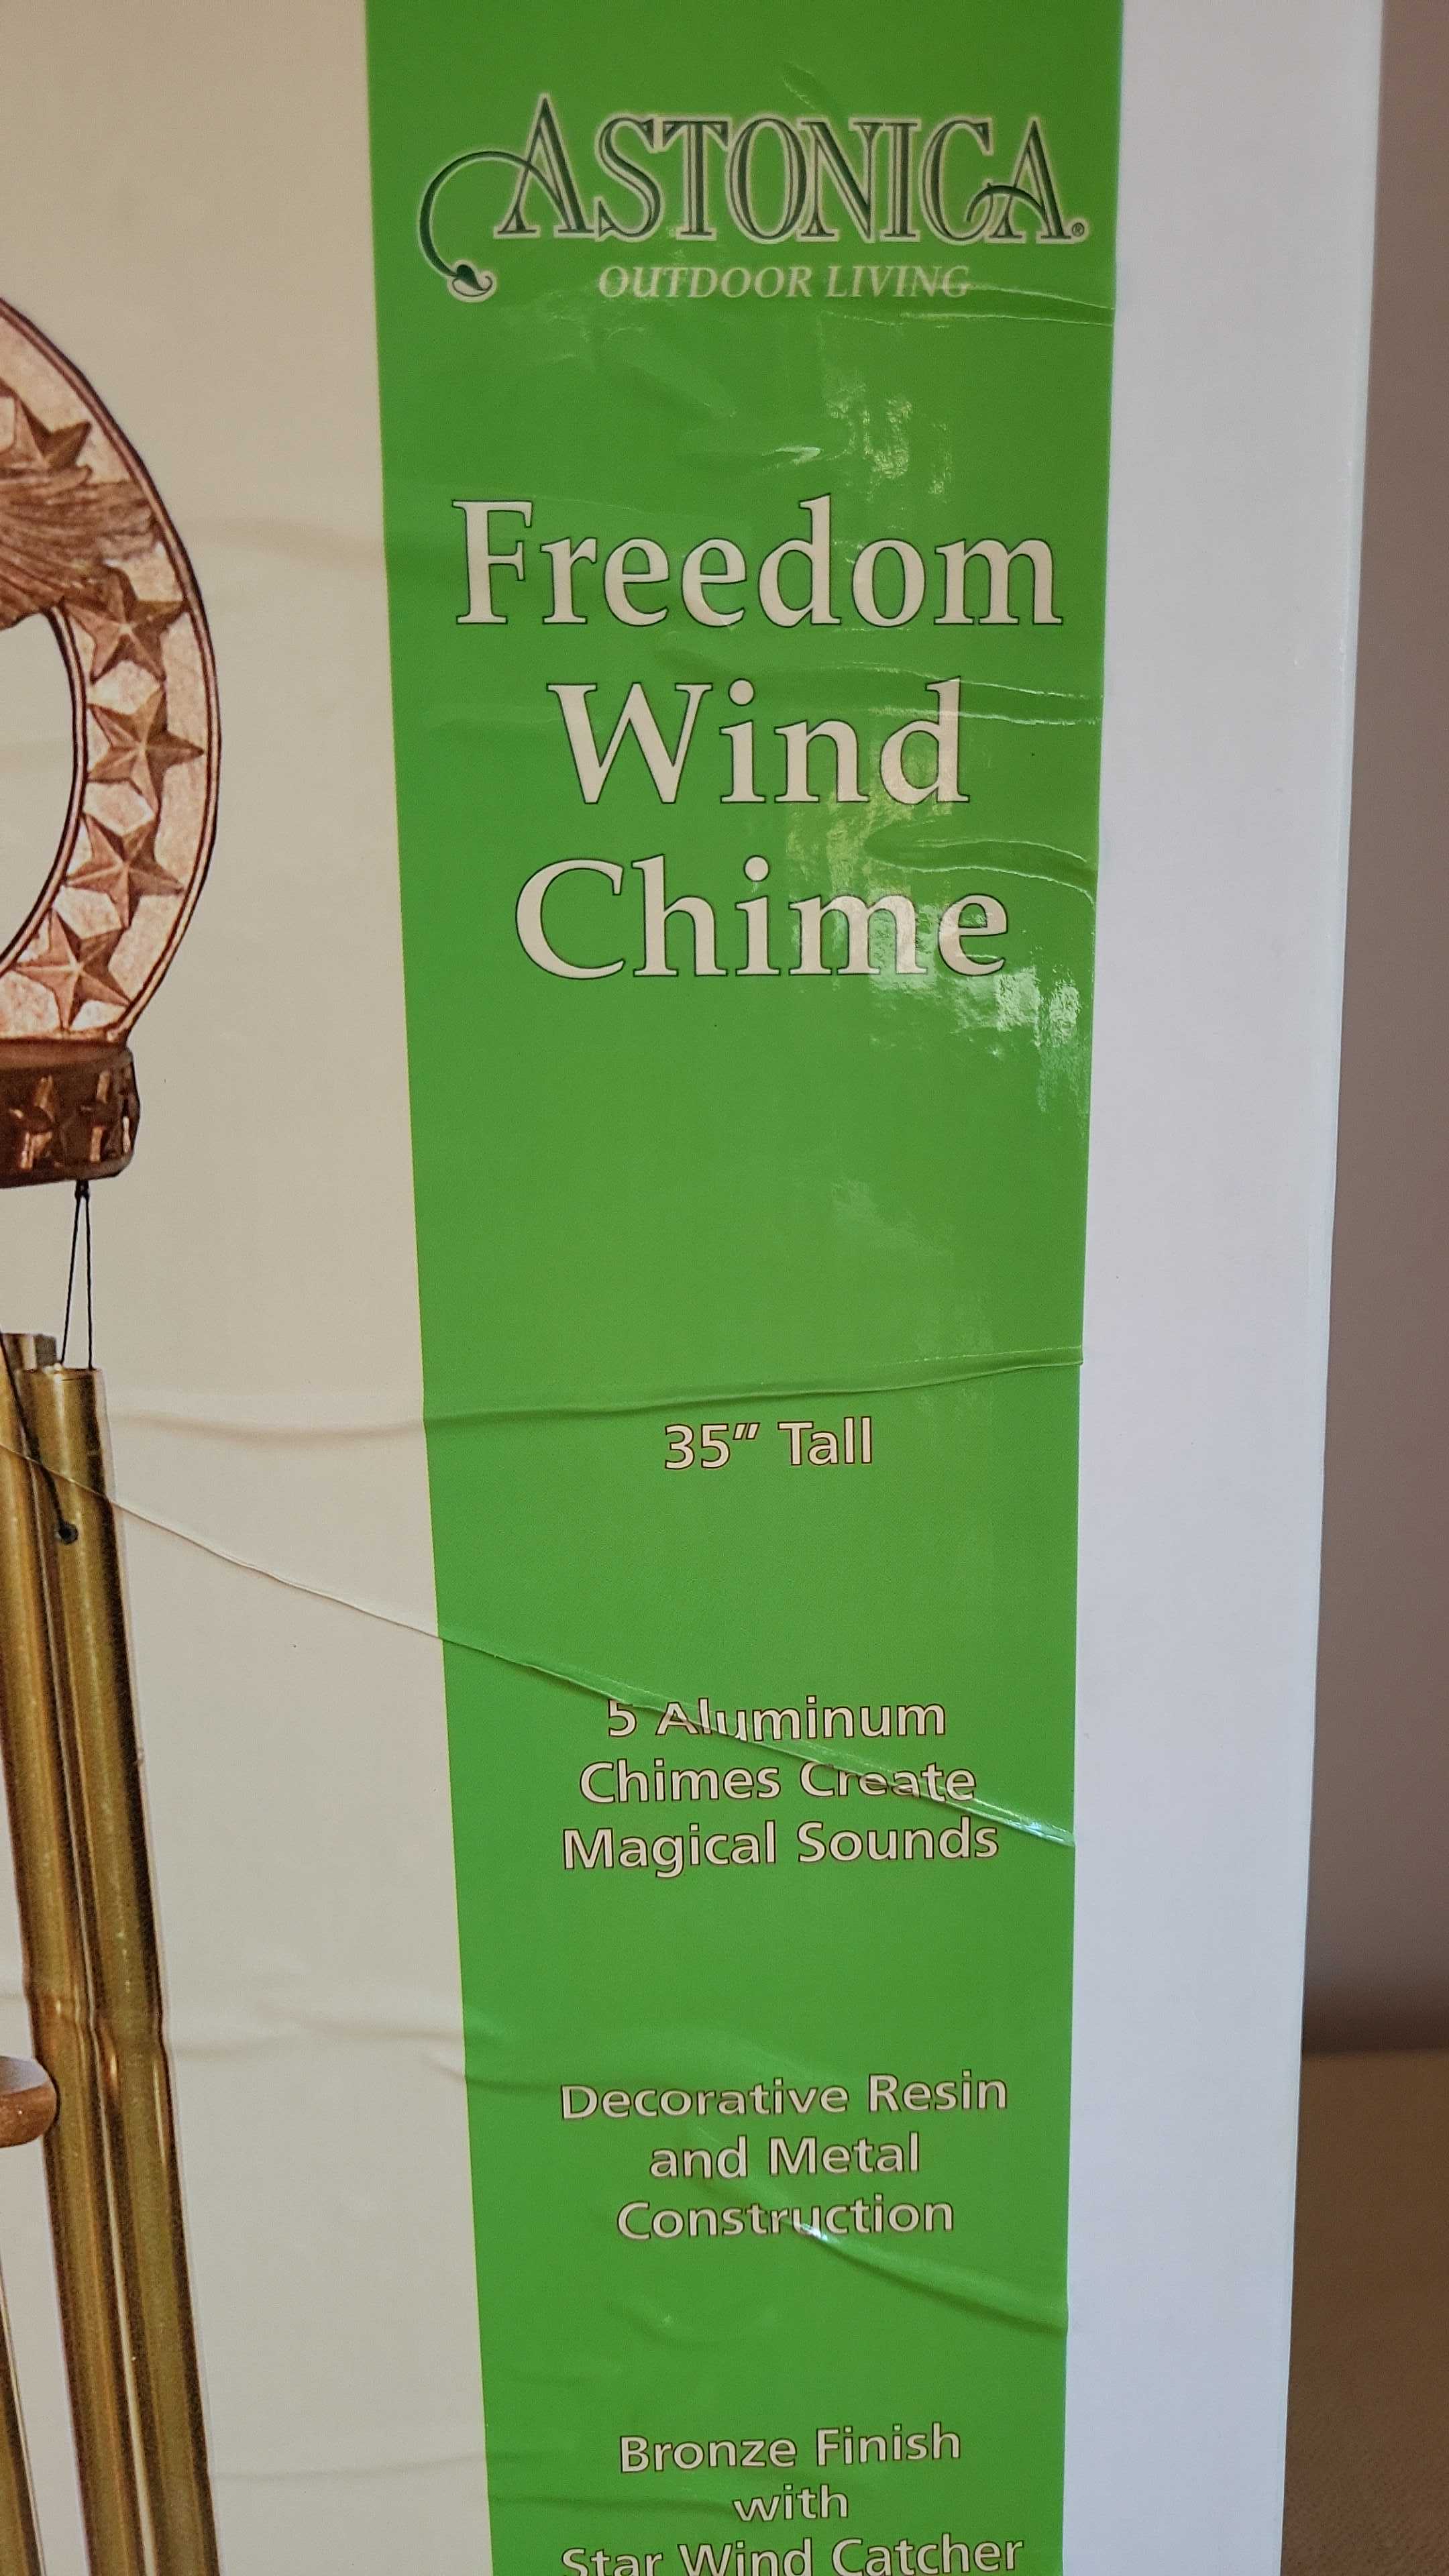 ASTONICA®
OUTDOOR LIVING
Freedom
Wind
Chime
35" Tall
5 Aluminum
Chimes Create
Magical Sounds
Decorative Resin
and Metal
Construction
Bronze Finish
with
Star Wind Catcher